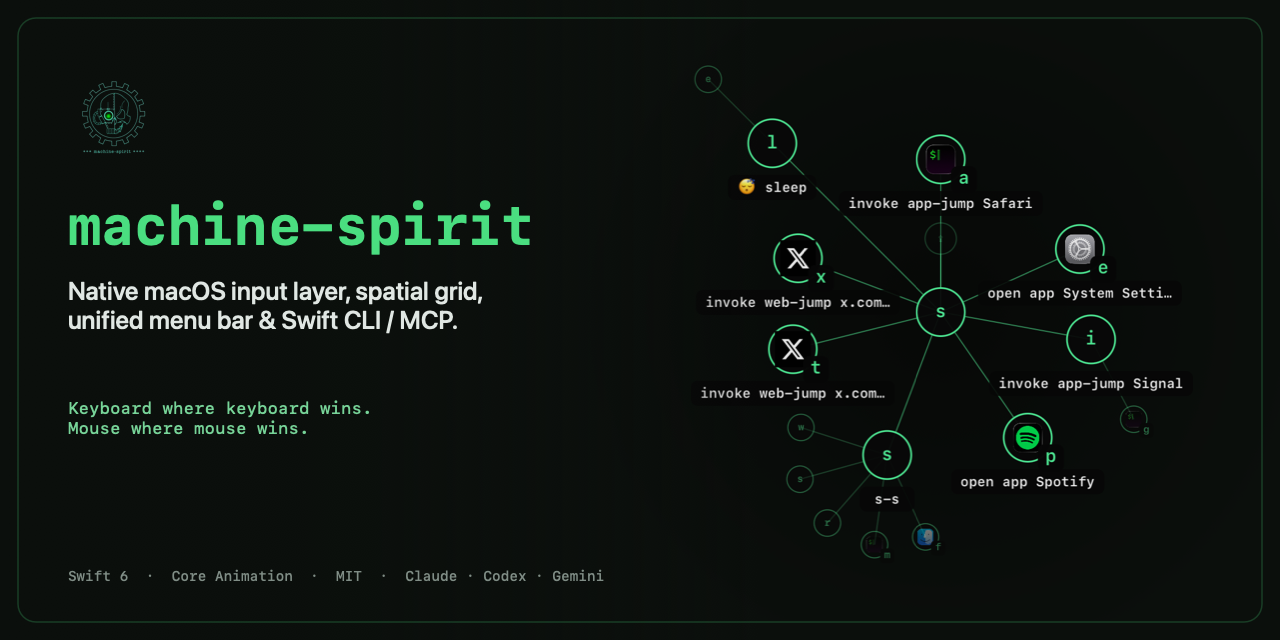 machine-spirit
machine-spirit
Native macOS input layer, spatial grid,
unified menu bar & Swift CLI / MCP.
Keyboard where keyboard wins.
Mouse where mouse wins.
Swift 6 · Core Animation · MIT · Claude · Codex · Gemini
l
😴 sleep
$
a
invoke app-jump Safari
x
invoke web-jump x.com…
e
open app System Setti…
s
t
invoke web-jump x.com…
i
invoke app-jump Signal
g
p
open app Spotify
s
s-s
w
s
r
m
f